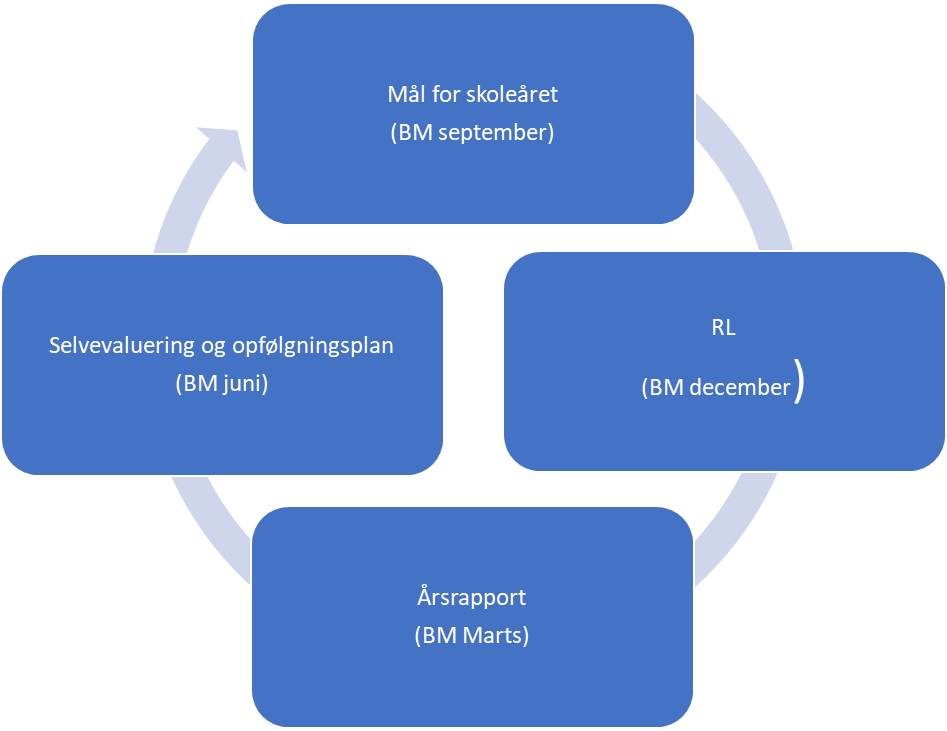 Mål for skoleåret
(BM september)
RL
(BM december)
Årsrapport
(BM Marts)
Selvevaluering og opfølgningsplan
(BM juni)